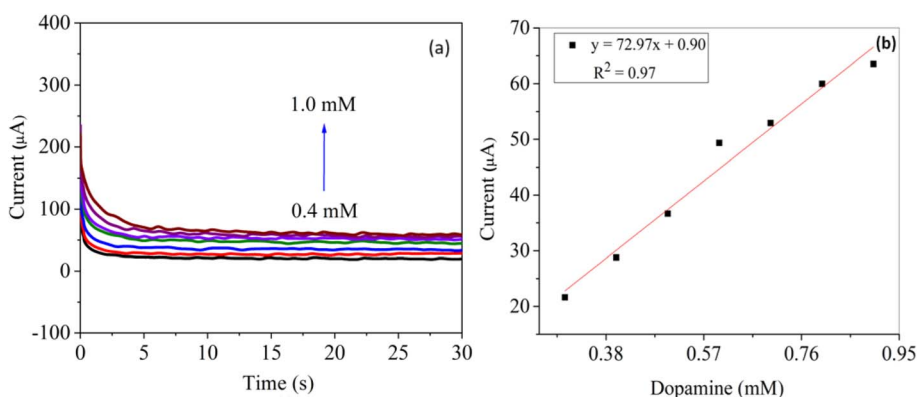 (a)
400
300
200
100
0
-100
Current (μA)
1.0 mM
0.4 mM
0 5 10 15 20 25 30
Time (s)
(b)
y = 72.97x + 0.90
R² = 0.97
70
60
50
40
30
20
Current (μA)
0.38 0.57 0.76 0.95
Dopamine (mM)